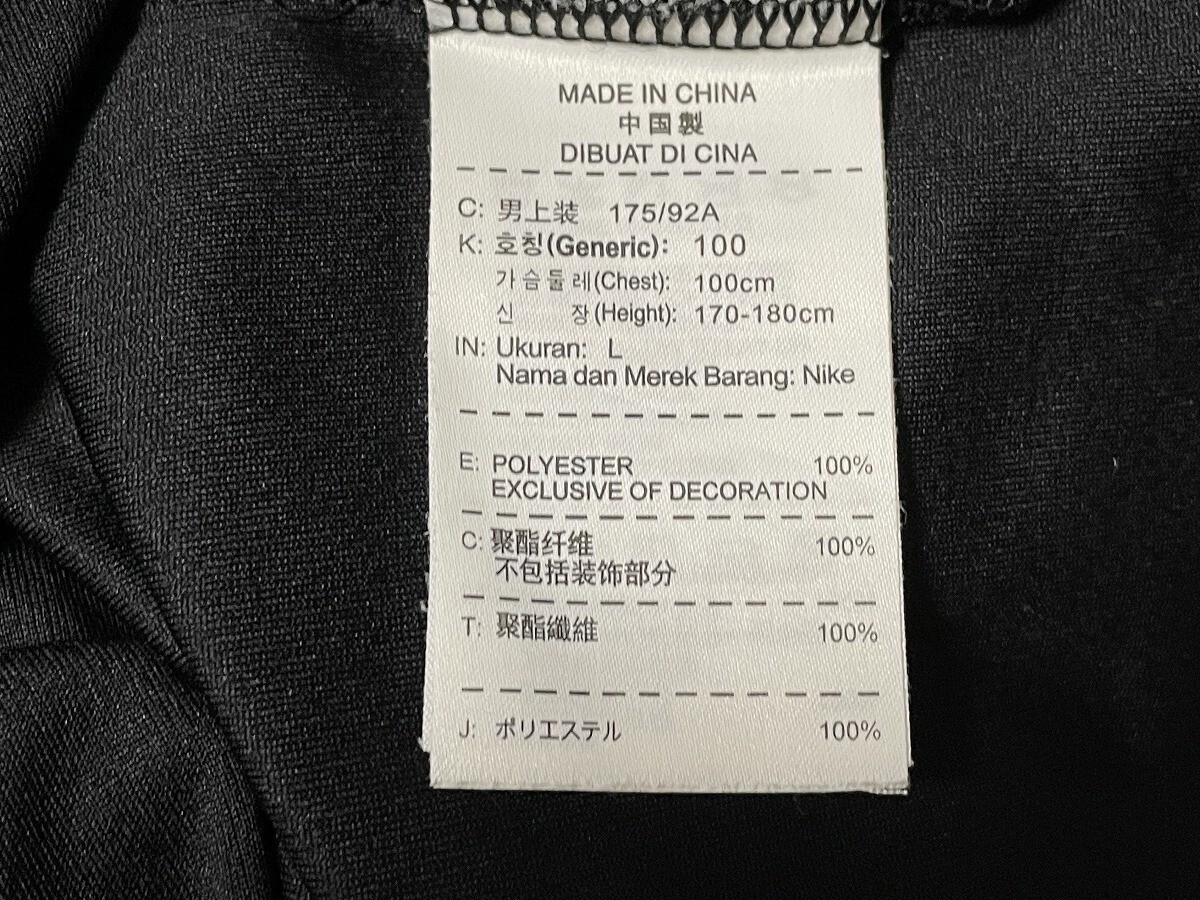 MADE IN CHINA
中国製
DIBUAT DI CINA
C: 男上装 175/92A
K: 호칭(Generic): 100
가슴둘레(Chest): 100cm
신 장(Height): 170-180cm
IN: Ukuran: L
Nama dan Merek Barang: Nike
E: POLYESTER 100%
EXCLUSIVE OF DECORATION
C: 聚酯纤维 100%
不包括装饰部分
T: 聚酯纖維 100%
J: ポリエステル 100%